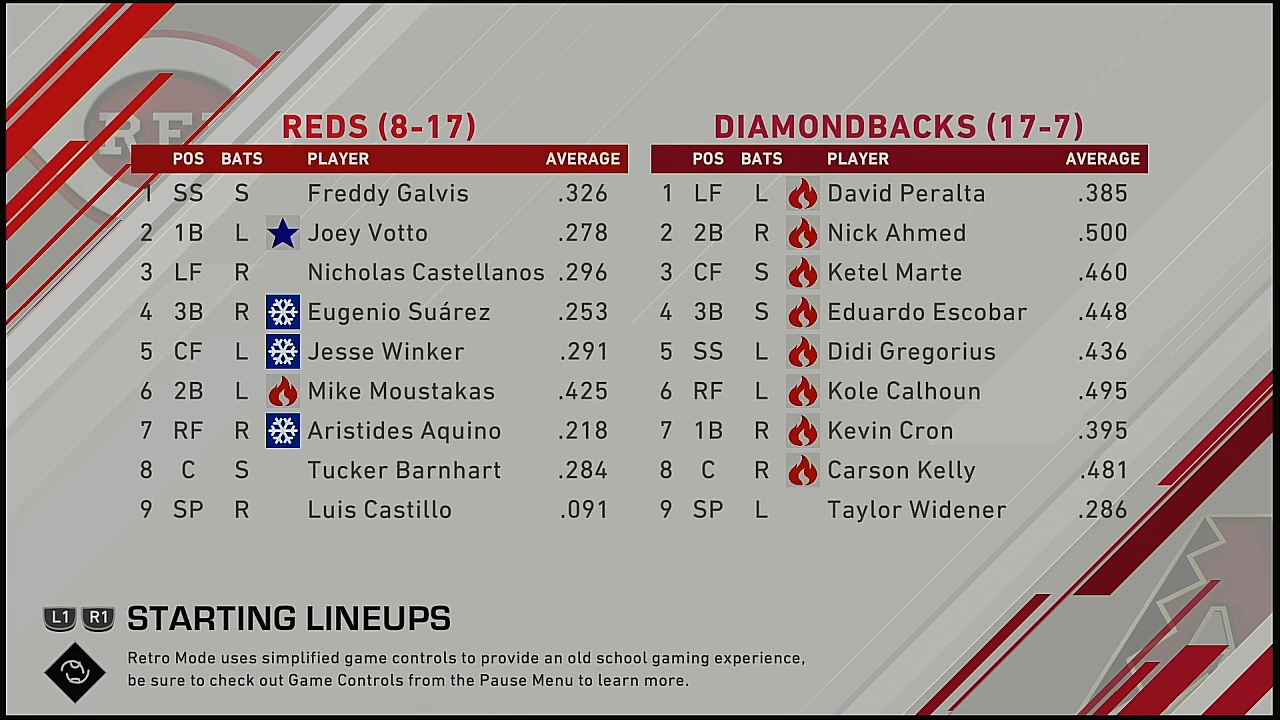 REDS (8-17)
POS BATS PLAYER AVERAGE
1 SS S Freddy Galvis .326
2 1B L Joey Votto .278
3 LF R Nicholas Castellanos .296
4 3B R Eugenio Suárez .253
5 CF L Jesse Winker .291
6 2B L Mike Moustakas .425
7 RF R Aristides Aquino .218
8 C S Tucker Barnhart .284
9 SP R Luis Castillo .091
DIAMONDBACKS (17-7)
POS BATS PLAYER AVERAGE
1 LF L David Peralta .385
2 2B R Nick Ahmed .500
3 CF S Ketel Marte .460
4 3B S Eduardo Escobar .448
5 SS L Didi Gregorius .436
6 RF L Kole Calhoun .495
7 1B R Kevin Cron .395
8 C R Carson Kelly .481
9 SP L Taylor Widener .286
L1 R1 STARTING LINEUPS
Retro Mode uses simplified game controls to provide an old school gaming experience,
be sure to check out Game Controls from the Pause Menu to learn more.